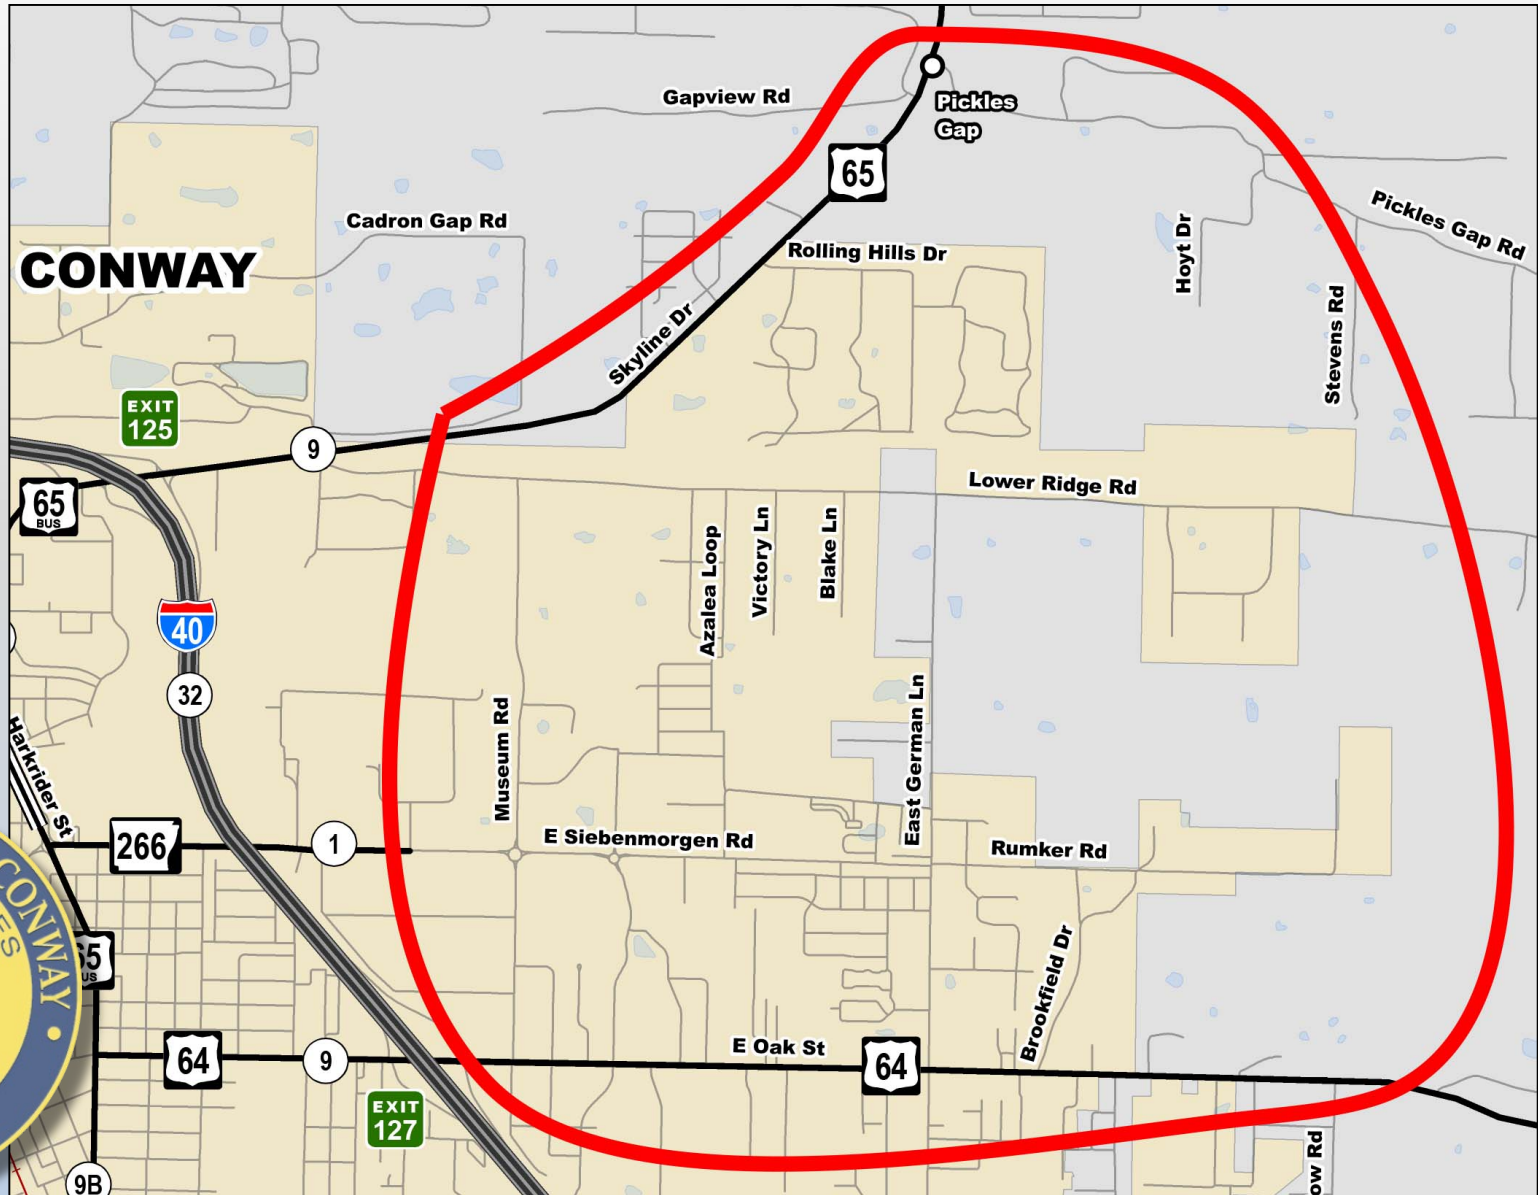 Gapview Rd
Pickles
Gap
65
Cadron Gap Rd
Pickles Gap Rd
Hoyt Dr
Rolling Hills Dr
CONWAY
Stevens Rd
Skyline Dr
EXIT
125
9
65
BUS
Lower Ridge Rd
Azalea Loop
Victory Ln
Blake Ln
40
32
Museum Rd
East German Ln
Harkrider St
266
1
E Siebenmorgen Rd
Rumker Rd
CONWAY
Brookfield Dr
64
9
E Oak St
64
EXIT
127
9B